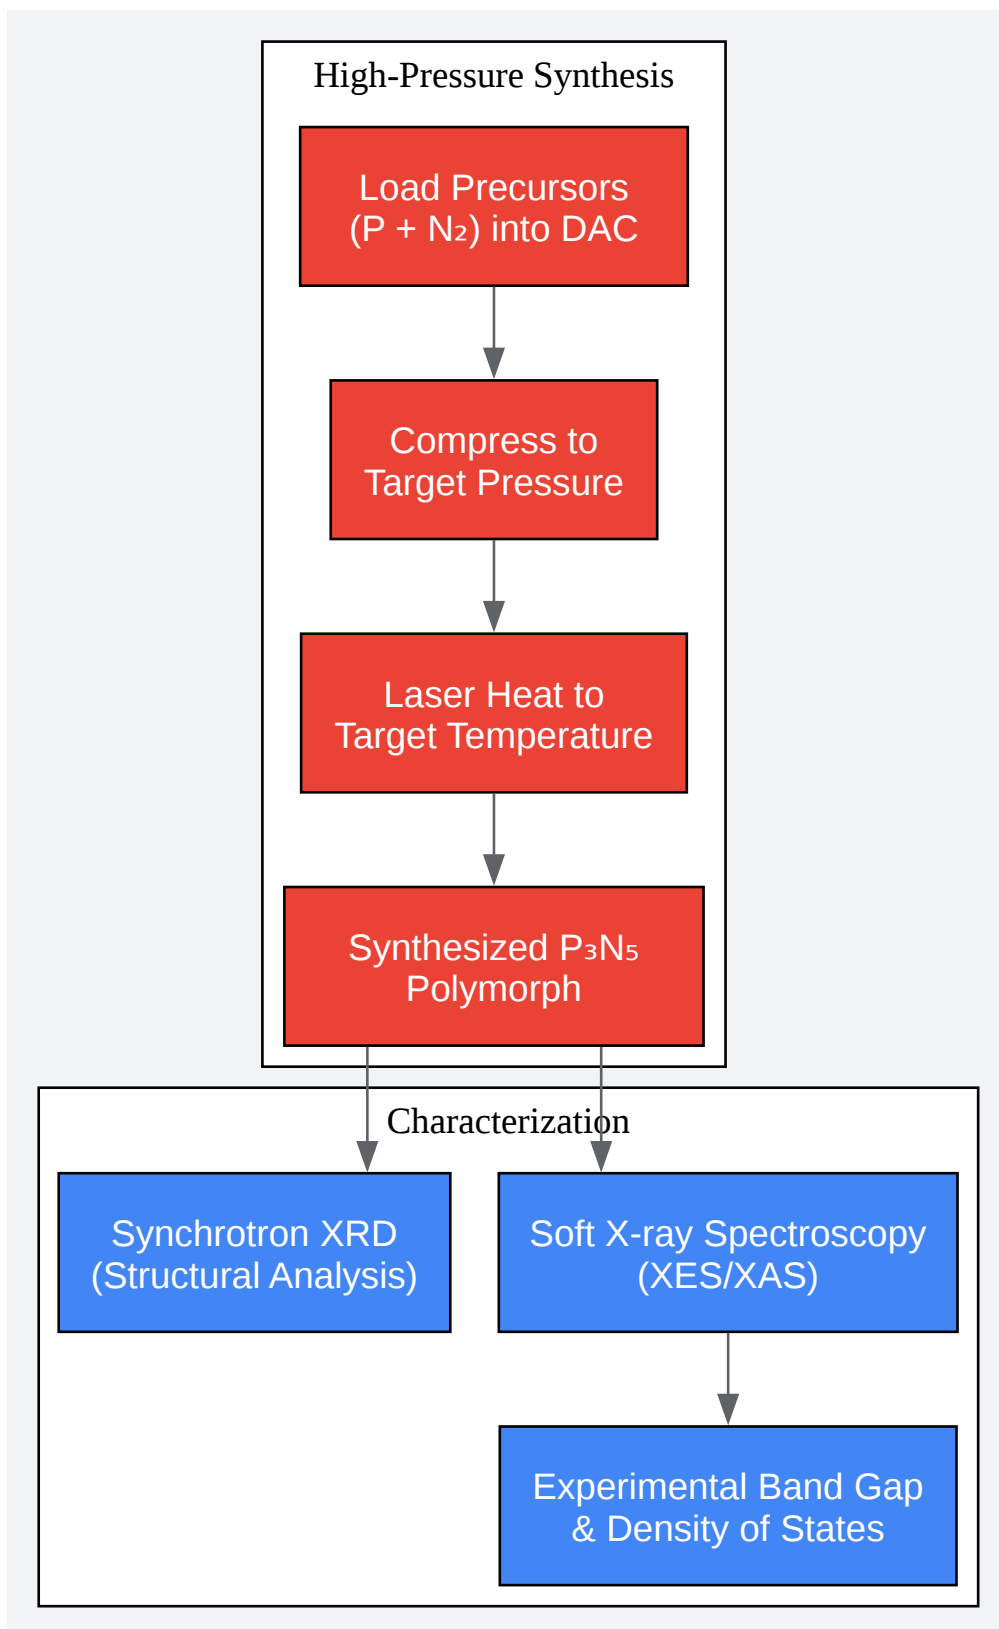 High-Pressure Synthesis
Load Precursors
(P + N₂) into DAC
Compress to
Target Pressure
Laser Heat to
Target Temperature
Synthesized P₃N₅
Polymorph
Characterization
Synchrotron XRD
(Structural Analysis)
Soft X-ray Spectroscopy
(XES/XAS)
Experimental Band Gap
& Density of States